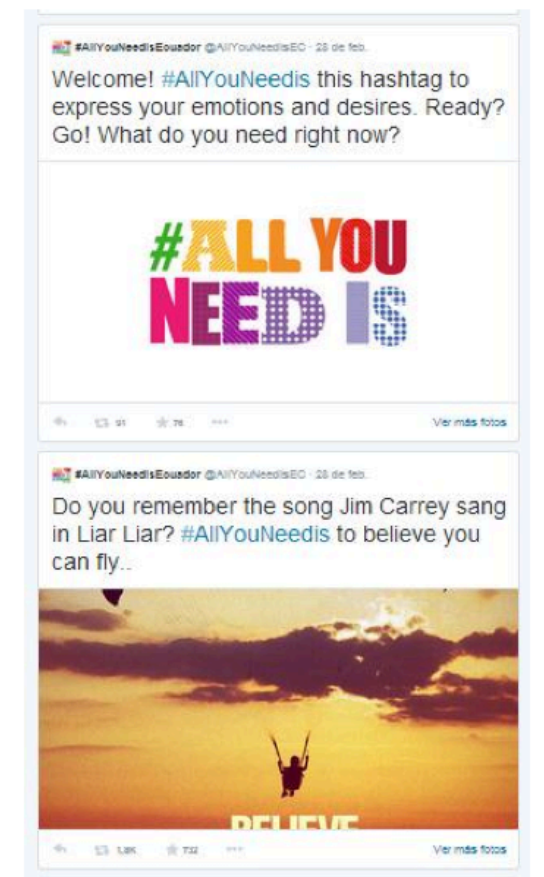 #AllYouNeedisEcuador @AllYouNeedisEC · 28 de feb.
Welcome! #AllYouNeedis this hashtag to
express your emotions and desires. Ready?
Go! What do you need right now?
#ALL YOU
NEED IS
91 76 Ver más fotos
#AllYouNeedisEcuador @AllYouNeedisEC · 28 de feb.
Do you remember the song Jim Carrey sang
in Liar Liar? #AllYouNeedis to believe you
can fly..
BELIEVE
1,8K 732 Ver más fotos